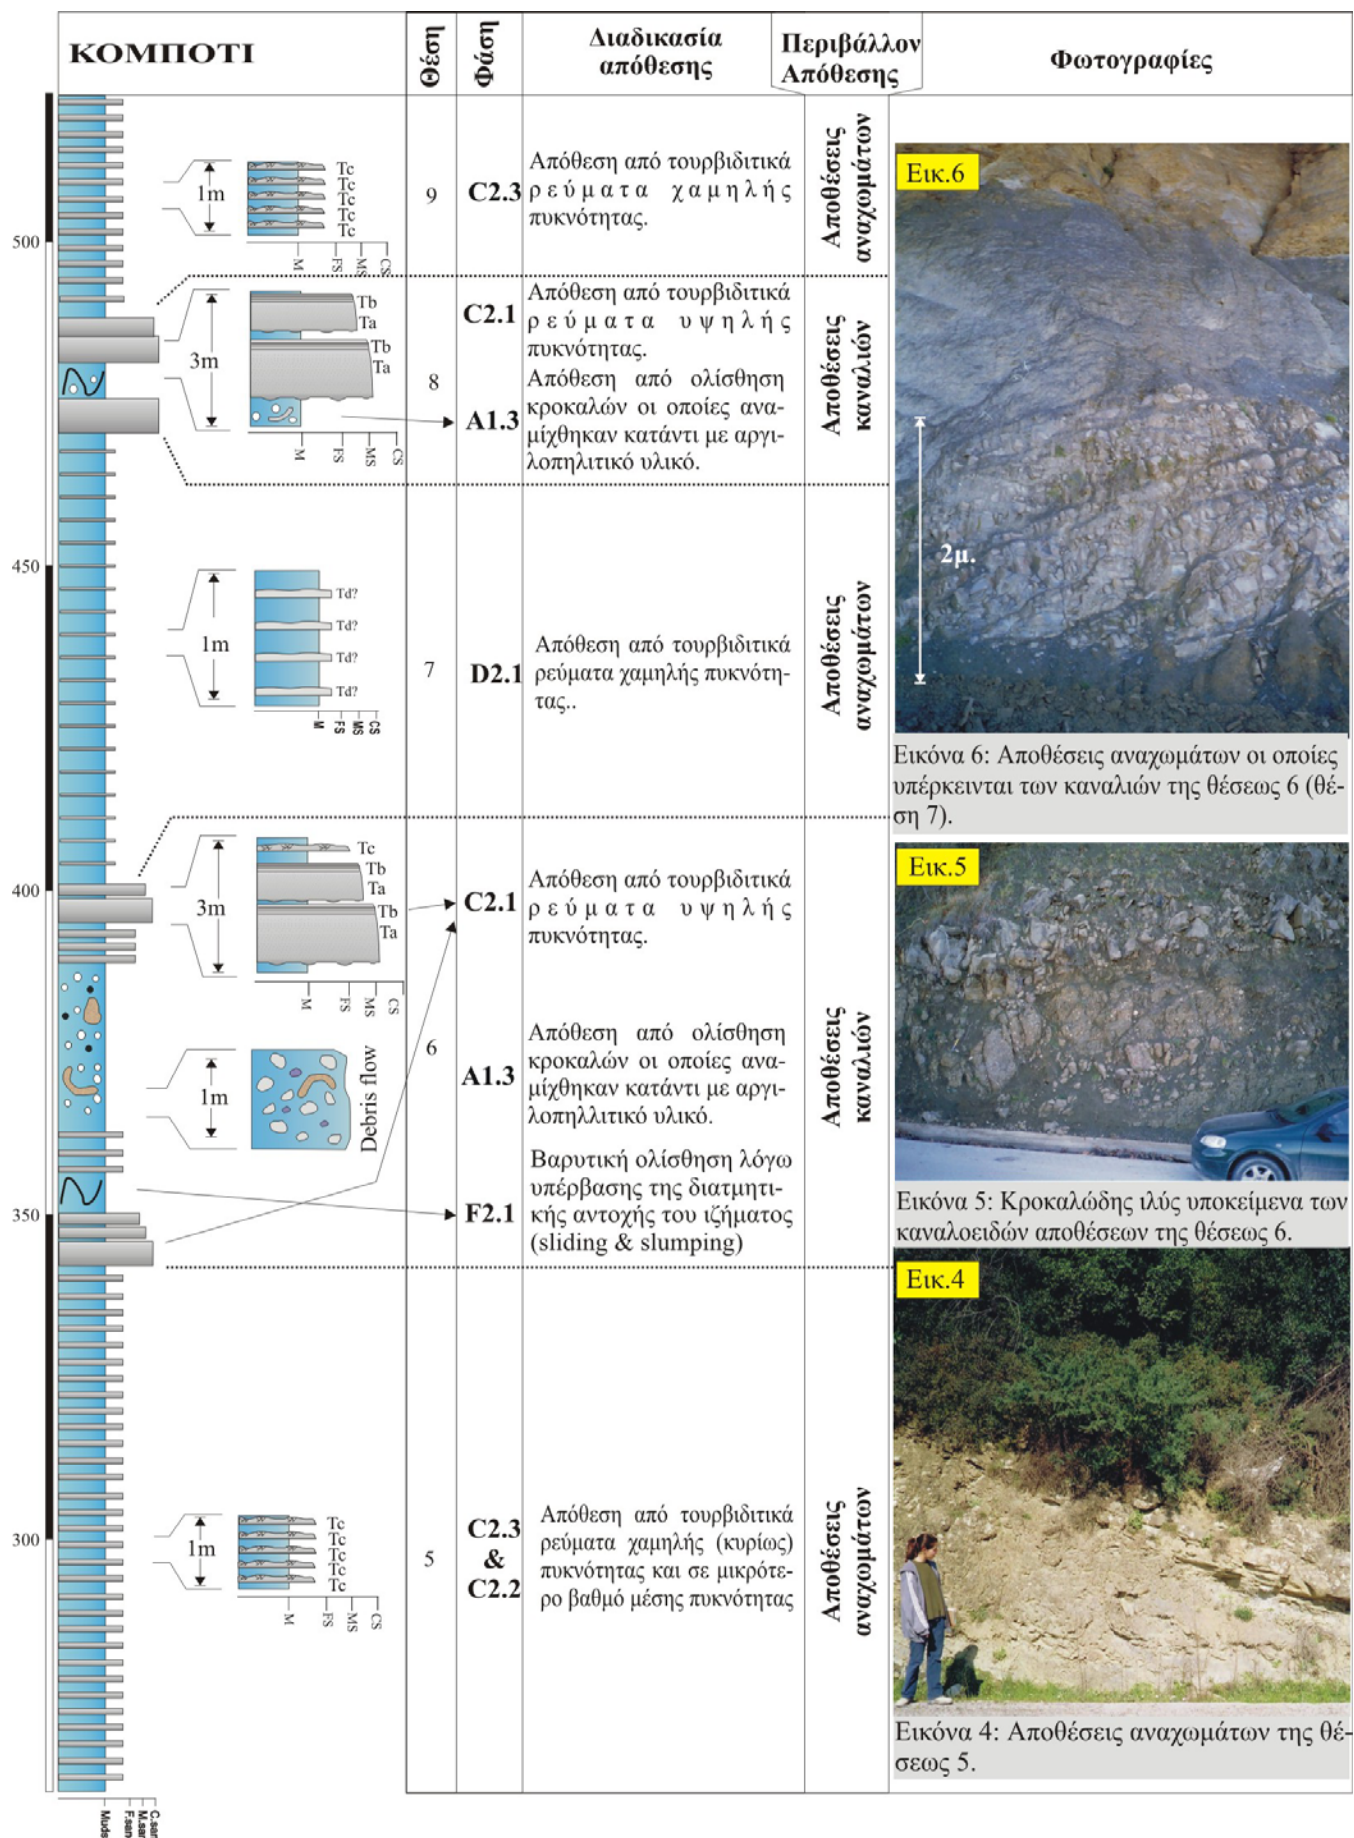 ΚΟΜΠΟΤΙ
Θέση
Φάση
Διαδικασία
απόθεσης
Περιβάλλον
Απόθεσης
Φωτογραφίες
500
450
400
350
300
1m
Tc
Tc
Tc
Tc
Tc
M
FS
MS
CS
9
C2.3
Απόθεση από τουρβιδιτικά
ρεύματα χαμηλής
πυκνότητας.
Αποθέσεις
αναχωμάτων
3m
Tb
Ta
Tb
Ta
M
FS
MS
CS
8
C2.1
Απόθεση από τουρβιδιτικά
ρεύματα υψηλής
πυκνότητας.
A1.3
Απόθεση από ολίσθηση
κροκαλών οι οποίες ανα-
μίχθηκαν κατάντι με αργι-
λοπηλιτικό υλικό.
Αποθέσεις
καναλιών
1m
Td?
Td?
Td?
Td?
M
FS
MS
CS
7
D2.1
Απόθεση από τουρβιδιτικά
ρεύματα χαμηλής πυκνότη-
τας..
Αποθέσεις
αναχωμάτων
3m
Tc
Tb
Ta
Tb
Ta
M
FS
MS
CS
1m
Debris flow
6
C2.1
Απόθεση από τουρβιδιτικά
ρεύματα υψηλής
πυκνότητας.
A1.3
Απόθεση από ολίσθηση
κροκαλών οι οποίες ανα-
μίχθηκαν κατάντι με αργι-
λοπηλλιτικό υλικό.
F2.1
Βαρυτική ολίσθηση λόγω
υπέρβασης της διατμητι-
κής αντοχής του ιζήματος
(sliding & slumping)
Αποθέσεις
καναλιών
1m
Tc
Tc
Tc
Tc
Tc
M
FS
MS
CS
5
C2.3
&
C2.2
Απόθεση από τουρβιδιτικά
ρεύματα χαμηλής (κυρίως)
πυκνότητας και σε μικρότε-
ρο βαθμό μέσης πυκνότητας
Αποθέσεις
αναχωμάτων
Εικ.6
2μ.
Εικόνα 6: Αποθέσεις αναχωμάτων οι οποίες
υπέρκεινται των καναλιών της θέσεως 6 (θέ-
ση 7).
Εικ.5
Εικόνα 5: Κροκαλώδης ιλύς υποκείμενα των
καναλοειδών αποθέσεων της θέσεως 6.
Εικ.4
Εικόνα 4: Αποθέσεις αναχωμάτων της θέ-
σεως 5.
Muds
F.san
M.sar
C.sar